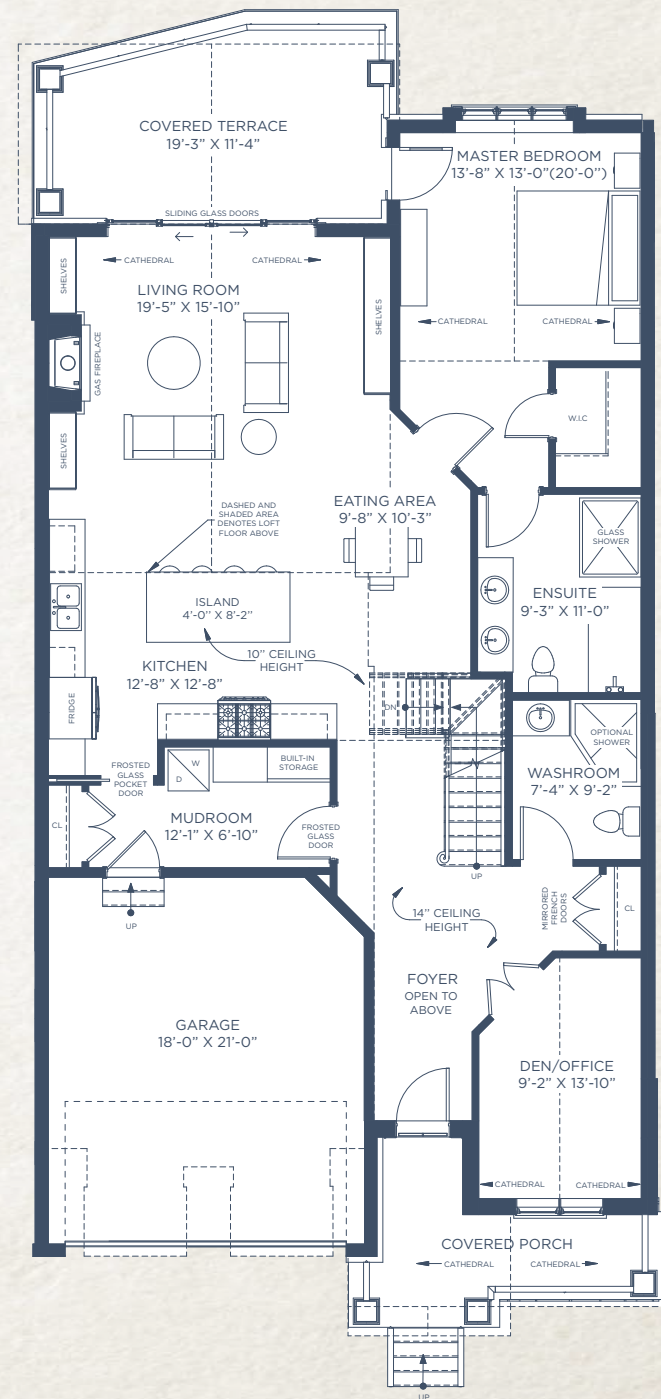 COVERED TERRACE
19'-3" X 11'-4"
MASTER BEDROOM
13'-8" X 13'-0"(20'-0")
SLIDING GLASS DOORS
CATHEDRAL
CATHEDRAL
SHELVES
LIVING ROOM
19'-5" X 15'-10"
SHELVES
CATHEDRAL
CATHEDRAL
GAS FIREPLACE
W.I.C
SHELVES
EATING AREA
9'-8" X 10'-3"
DASHED AND
SHADED AREA
DENOTES LOFT
FLOOR ABOVE
GLASS
SHOWER
ENSUITE
9'-3" X 11'-0"
ISLAND
4'-0" X 8'-2"
10" CEILING
HEIGHT
KITCHEN
12'-8" X 12'-8"
FRIDGE
DN
OPTIONAL
SHOWER
FROSTED
GLASS
POCKET
DOOR
W
D
BUILT-IN
STORAGE
WASHROOM
7'-4" X 9'-2"
CL
MUDROOM
12'-1" X 6'-10"
FROSTED
GLASS
DOOR
UP
MIRRORED
FRENCH
DOORS
CL
UP
14" CEILING
HEIGHT
FOYER
OPEN TO
ABOVE
GARAGE
18'-0" X 21'-0"
DEN/OFFICE
9'-2" X 13'-10"
CATHEDRAL
CATHEDRAL
COVERED PORCH
CATHEDRAL
CATHEDRAL
UP